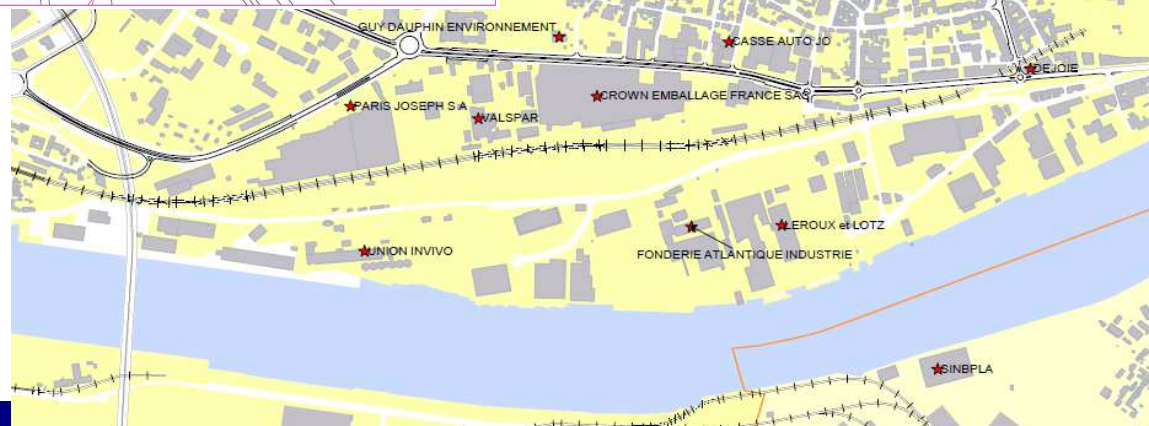 GUY DAUPHIN ENVIRONNEMENT
CASSE AUTO JO
DEJOIE
CROWN EMBALLAGE FRANCE SAS
PARIS JOSEPH S A
VALSPAR
LEROUX et LOTZ
UNION INVIVO
FONDERIE ATLANTIQUE INDUSTRIE
SINBPLA